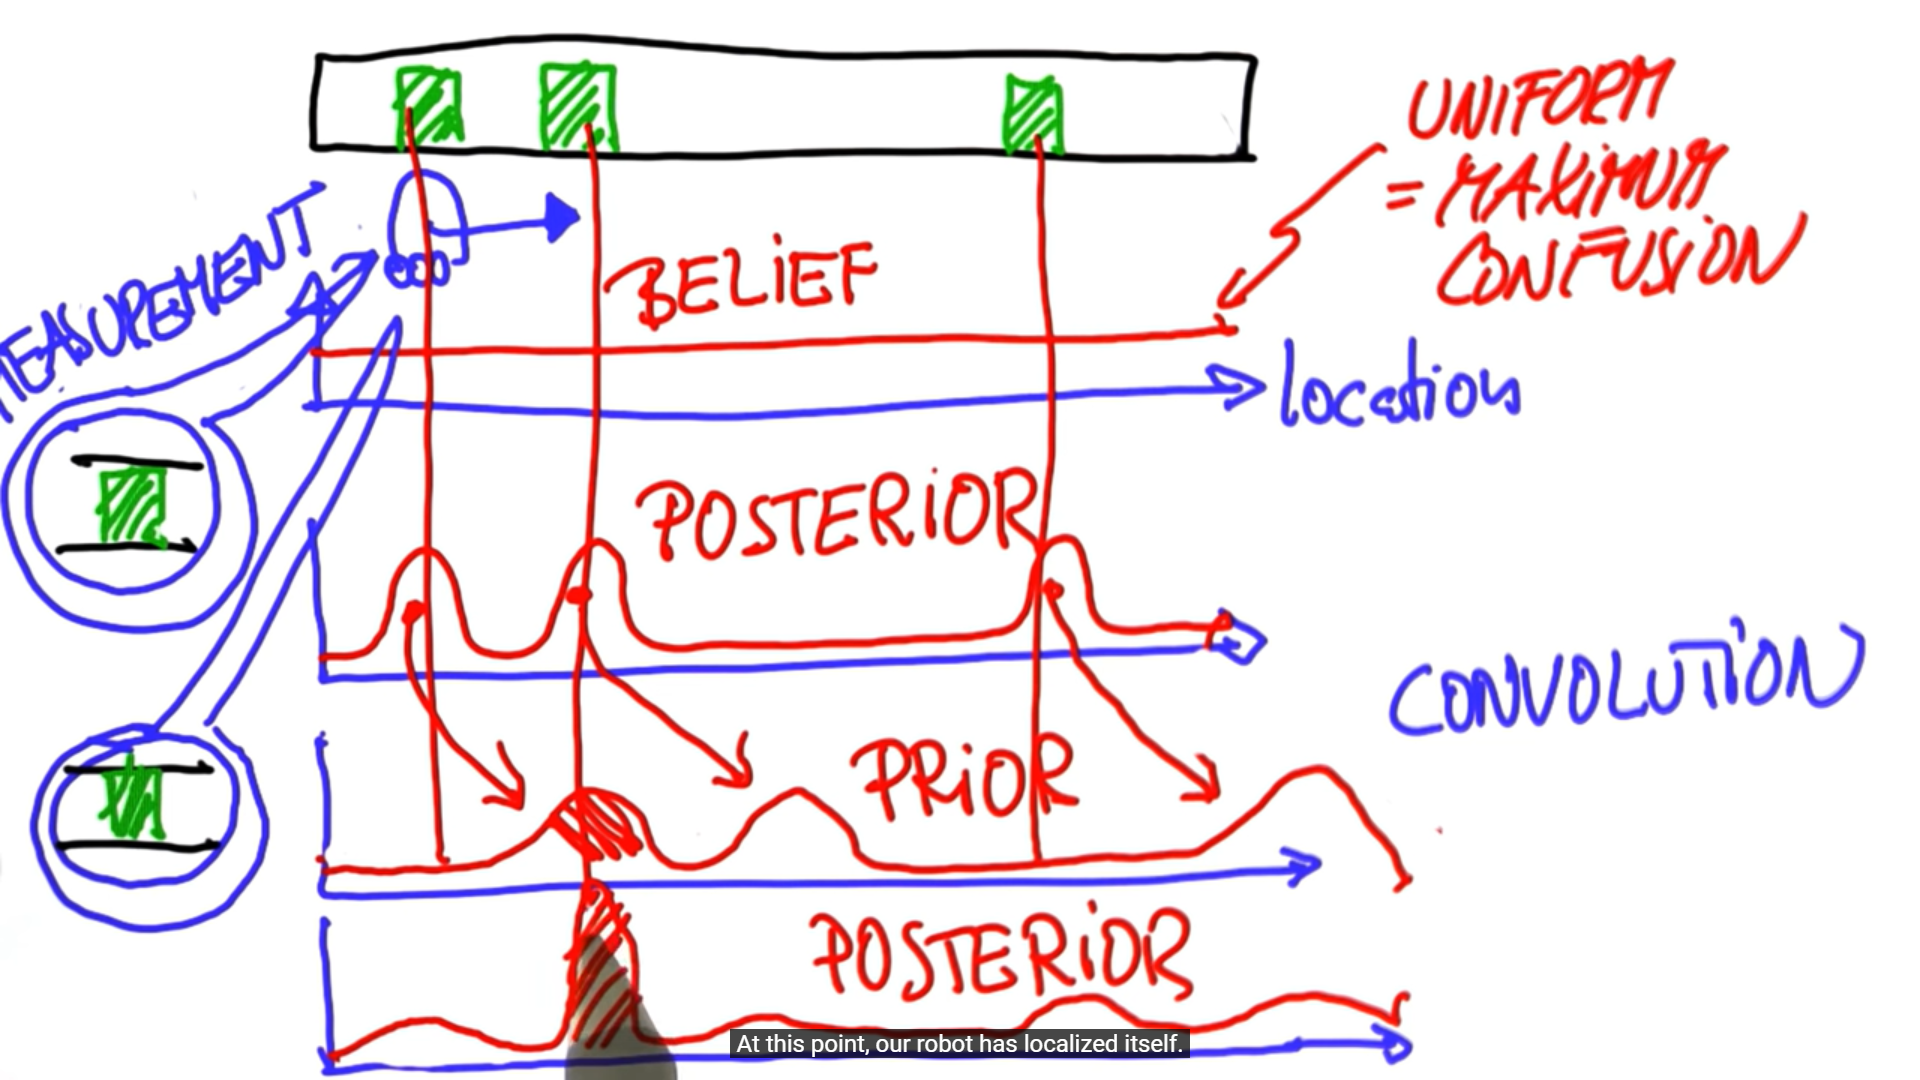 UNIFORM
= MAXIMUM
CONFUSION
MEASUREMENT
BELIEF
location
POSTERIOR
CONVOLUTION
PRIOR
POSTERIOR
At this point, our robot has localized itself.